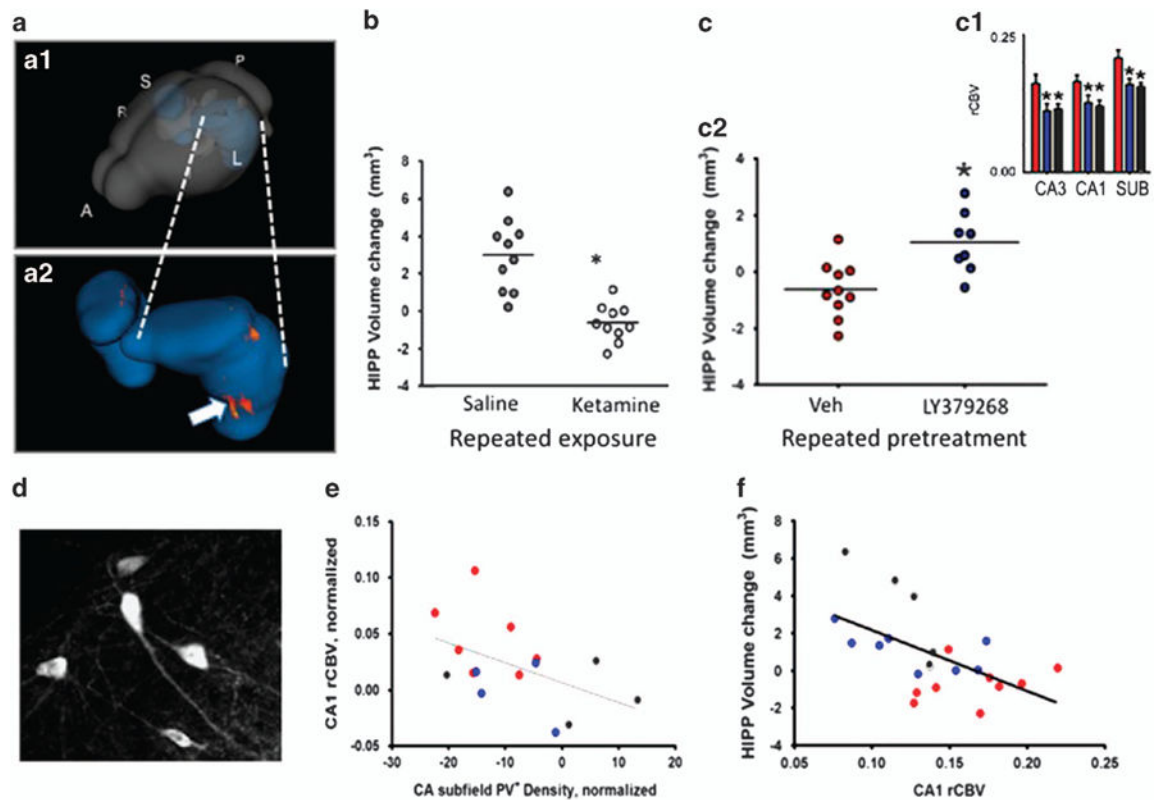 a
a1
P
S
R
L
A
a2
b
HIPP Volume change (mm³)
8
6
4
2
0
-2
-4
*
Saline
Ketamine
Repeated exposure
c
c2
HIPP Volume change (mm³)
4
2
0
-2
-4
*
Veh
LY379268
Repeated pretreatment
c1
rCBV
0.25
0.00
* *
* *
* *
CA3
CA1
SUB
d
e
CA1 rCBV, normalized
0.15
0.10
0.05
0.00
-0.05
-30
-20
-10
0
10
20
CA subfield PV⁺ Density, normalized
f
HIPP Volume change (mm³)
8
6
4
2
0
-2
-4
0.05
0.10
0.15
0.20
0.25
CA1 rCBV